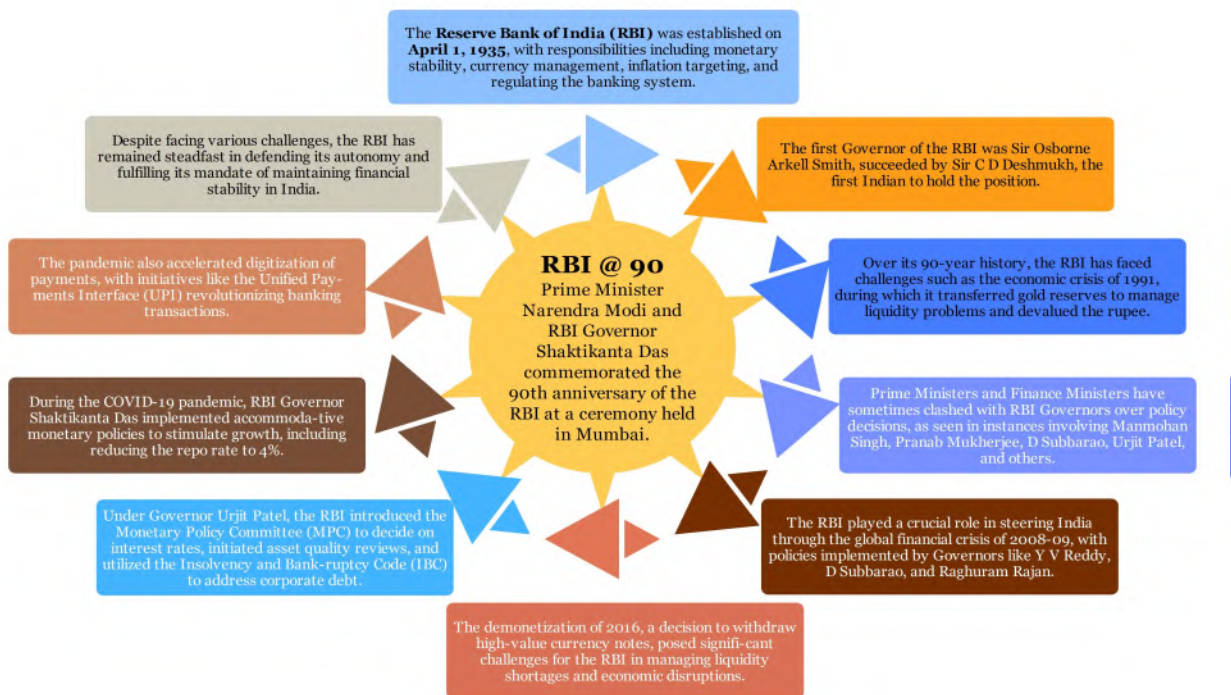 The Reserve Bank of India (RBI) was established on
April 1, 1935, with responsibilities including monetary
stability, currency management, inflation targeting, and
regulating the banking system.
The first Governor of the RBI was Sir Osborne
Arkell Smith, succeeded by Sir C D Deshmukh, the
first Indian to hold the position.
Over its 90-year history, the RBI has faced
challenges such as the economic crisis of 1991,
during which it transferred gold reserves to manage
liquidity problems and devalued the rupee.
Prime Ministers and Finance Ministers have
sometimes clashed with RBI Governors over policy
decisions, as seen in instances involving Manmohan
Singh, Pranab Mukherjee, D Subbarao, Urjit Patel,
and others.
The RBI played a crucial role in steering India
through the global financial crisis of 2008-09, with
policies implemented by Governors like Y V Reddy,
D Subbarao, and Raghuram Rajan.
The demonetization of 2016, a decision to withdraw
high-value currency notes, posed signifi-cant
challenges for the RBI in managing liquidity
shortages and economic disruptions.
Under Governor Urjit Patel, the RBI introduced the
Monetary Policy Committee (MPC) to decide on
interest rates, initiated asset quality reviews, and
utilized the Insolvency and Bank-ruptcy Code (IBC)
to address corporate debt.
During the COVID-19 pandemic, RBI Governor
Shaktikanta Das implemented accommoda-tive
monetary policies to stimulate growth, including
reducing the repo rate to 4%.
The pandemic also accelerated digitization of
payments, with initiatives like the Unified Pay-
ments Interface (UPI) revolutionizing banking
transactions.
Despite facing various challenges, the RBI has
remained steadfast in defending its autonomy and
fulfilling its mandate of maintaining financial
stability in India.
RBI @ 90
Prime Minister
Narendra Modi and
RBI Governor
Shaktikanta Das
commemorated the
90th anniversary of the
RBI at a ceremony held
in Mumbai.